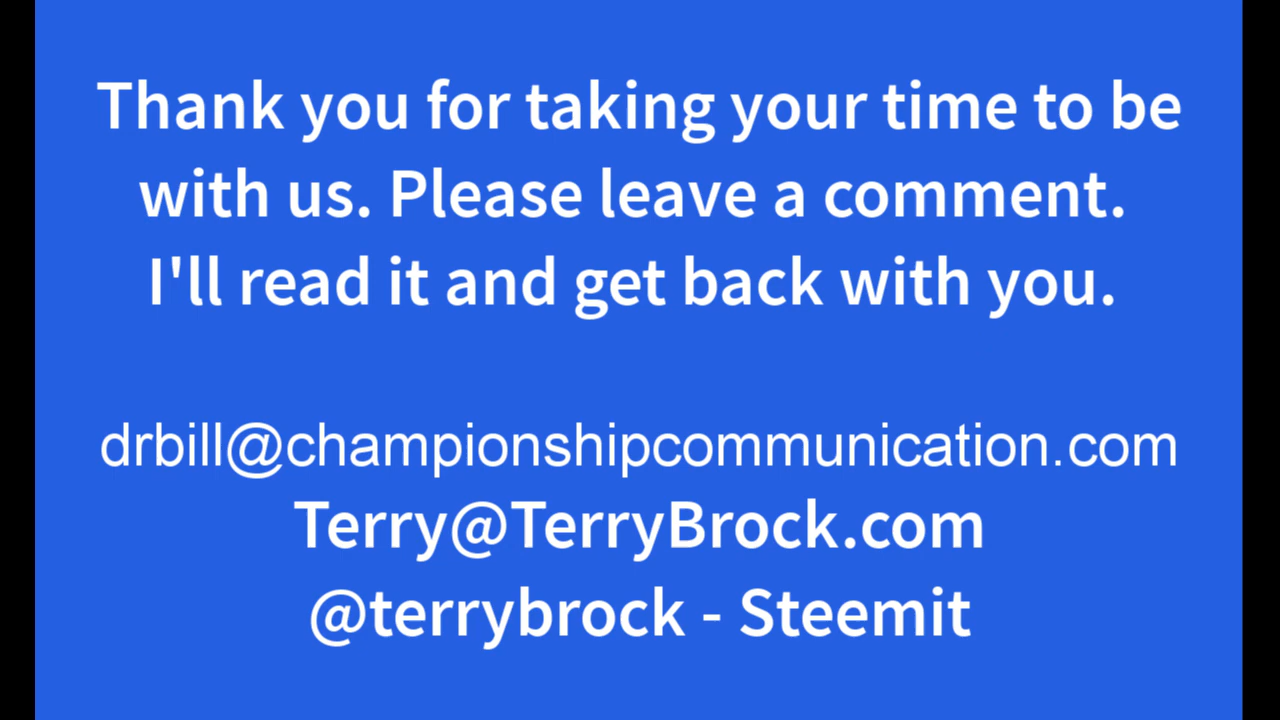 Thank you for taking your time to be
with us. Please leave a comment.
I'll read it and get back with you.
drbill@championshipcommunication.com
Terry@TerryBrock.com
@terrybrock - Steemit